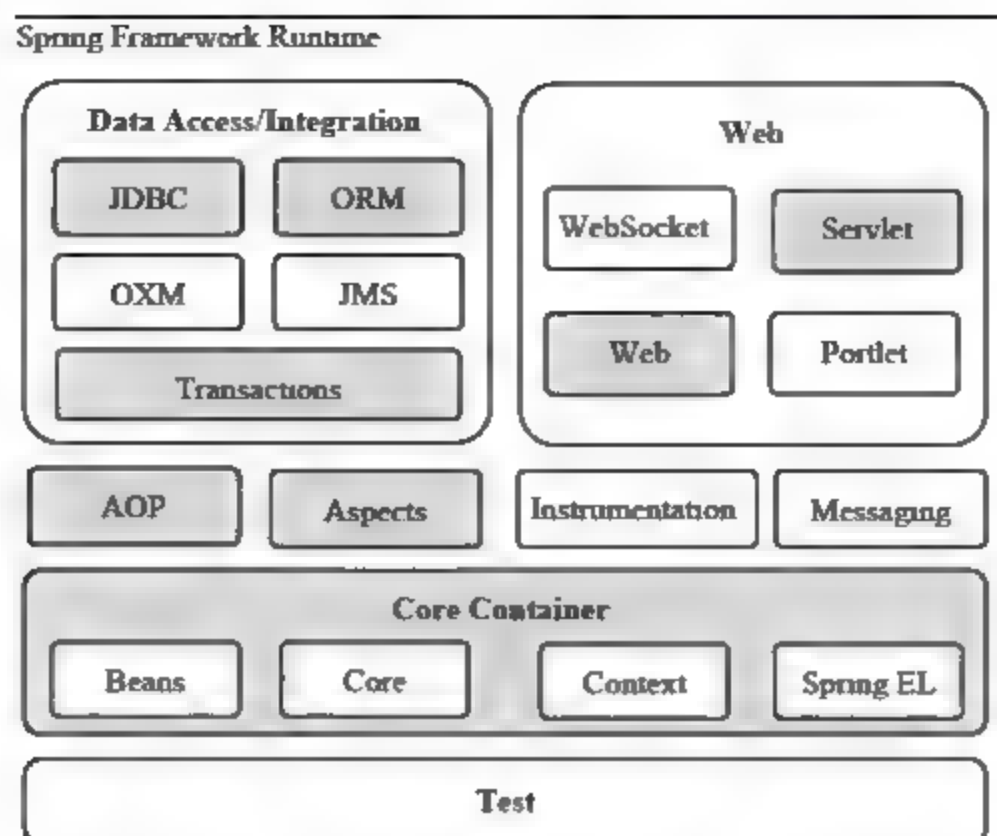 Spring Framework Runtime
Data Access/Integration
JDBC
ORM
OXM
JMS
Transactions
Web
WebSocket
Servlet
Web
Portlet
AOP
Aspects
Instrumentation
Messaging
Core Container
Beans
Core
Context
Spring EL
Test